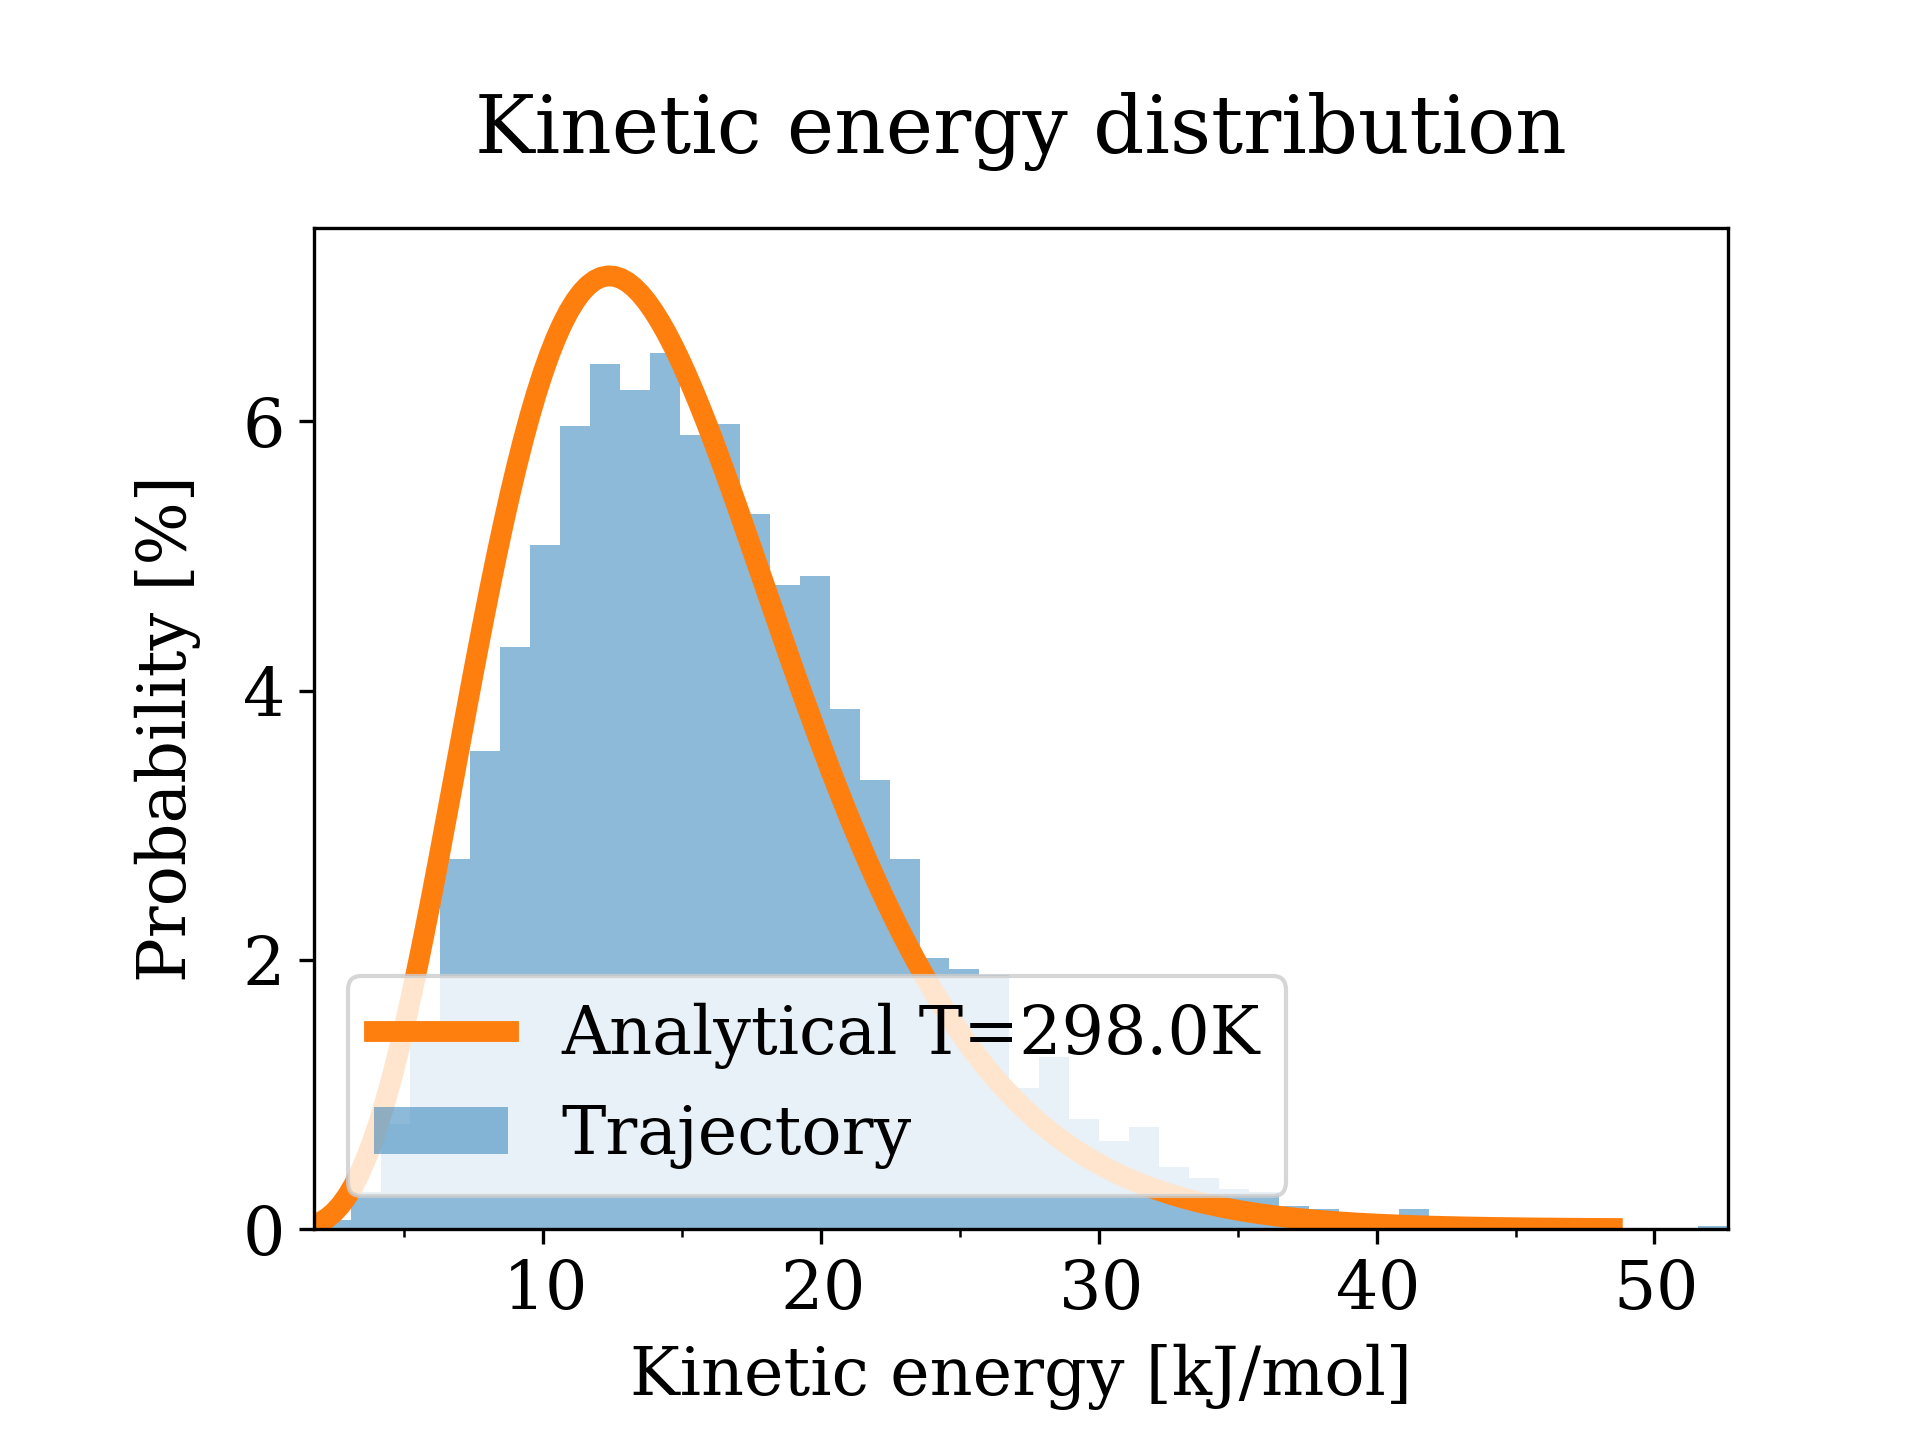 Kinetic energy distribution
Probability [%]
6
4
2
0
Analytical T=298.0K
Trajectory
10 20 30 40 50
Kinetic energy [kJ/mol]